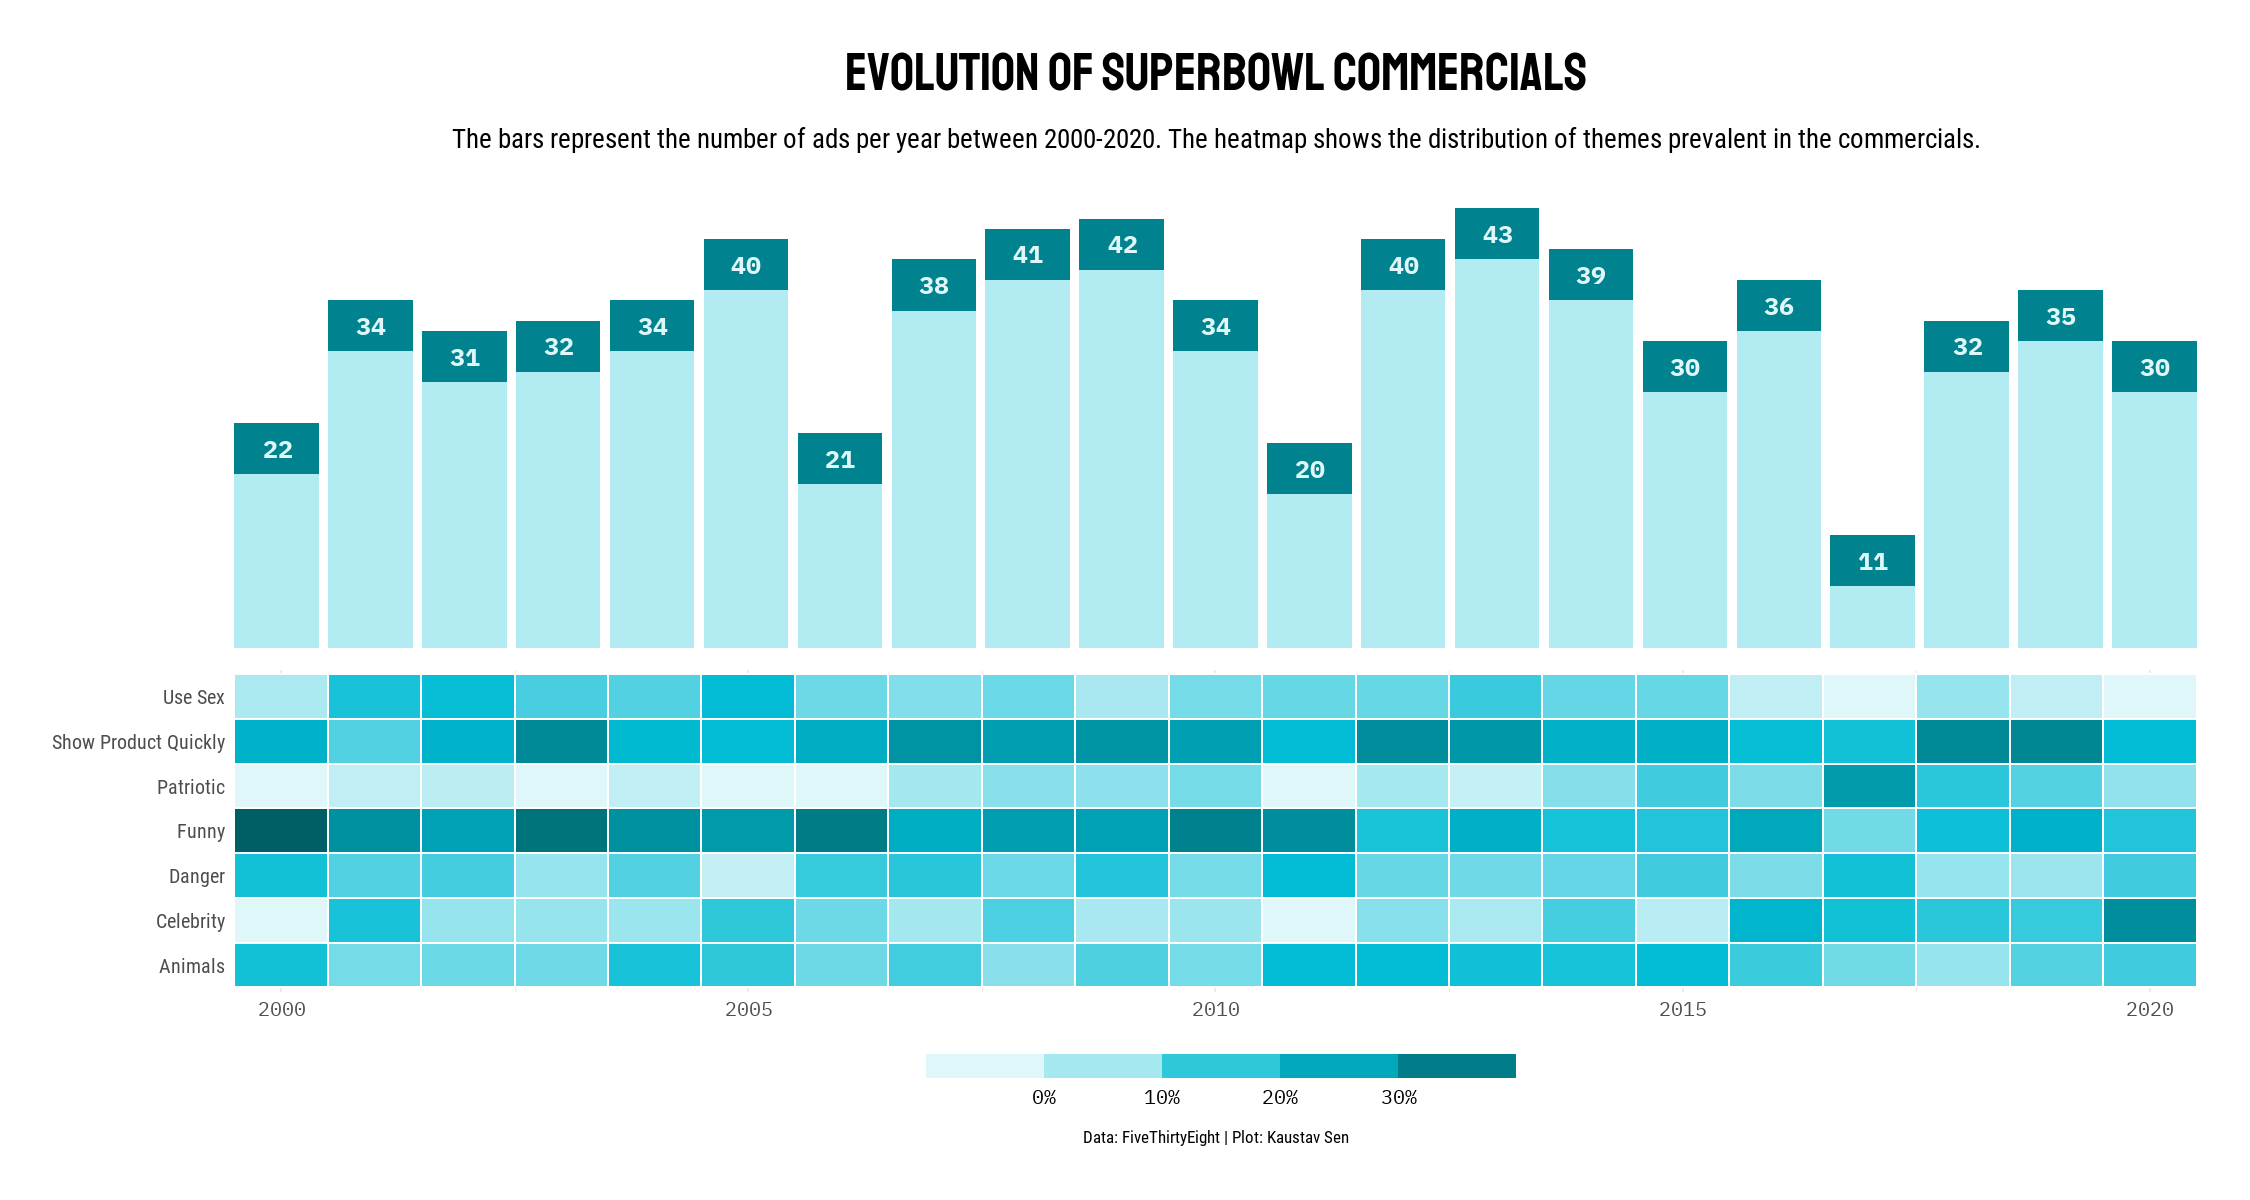 EVOLUTION OF SUPERBOWL COMMERCIALS
The bars represent the number of ads per year between 2000-2020. The heatmap shows the distribution of themes prevalent in the commercials.
22 34 31 32 34 40 21 38 41 42 34 20 40 43 39 30 36 11 32 35 30
Use Sex
Show Product Quickly
Patriotic
Funny
Danger
Celebrity
Animals
2000 2005 2010 2015 2020
0% 10% 20% 30%
Data: FiveThirtyEight | Plot: Kaustav Sen